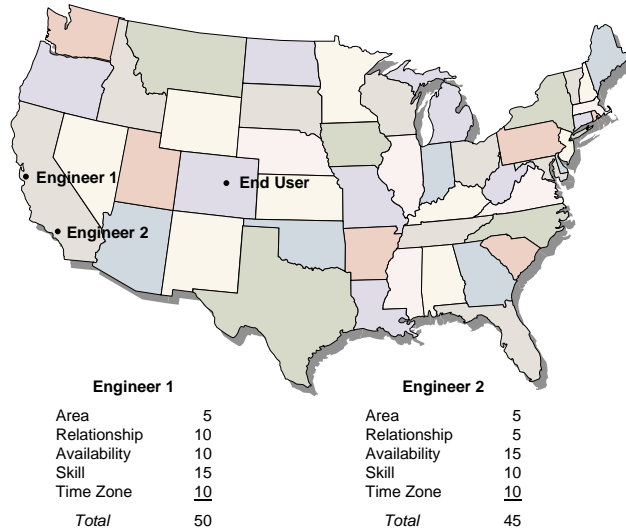 Engineer 1
End User
Engineer 2
Engineer 1
Area 5
Relationship 10
Availability 10
Skill 15
Time Zone 10
Total 50
Engineer 2
Area 5
Relationship 5
Availability 15
Skill 10
Time Zone 10
Total 45